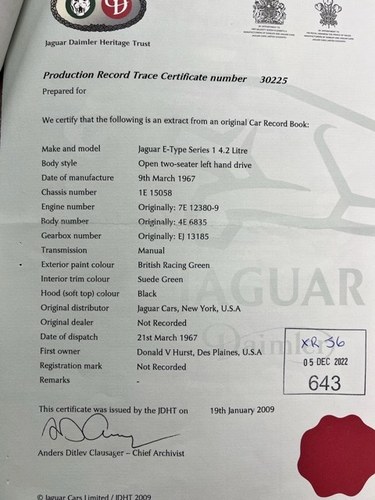 Jaguar Daimler Heritage Trust
Production Record Trace Certificate number 30225
Prepared for
We certify that the following is an extract from an original Car Record Book:
Make and model Jaguar E-Type Series 1 4.2 Litre
Body style Open two-seater left hand drive
Date of manufacture 9th March 1967
Chassis number 1E 15058
Engine number Originally: 7E 12380-9
Body number Originally: 4E 6835
Gearbox number Originally: EJ 13185
Transmission Manual
Exterior paint colour British Racing Green
Interior trim colour Suede Green
Hood (soft top) colour Black
Original distributor Jaguar Cars, New York, U.S.A
Original dealer Not Recorded
Date of dispatch 21st March 1967
First owner Donald V Hurst, Des Plaines, U.S.A
Registration mark Not Recorded
Remarks -
JAGUAR
Daimler
XR 36
05 DEC 2022
643
This certificate was issued by the JDHT on 19th January 2009
Anders Ditlev Clausager – Chief Archivist
© Jaguar Cars Limited / JDHT 2009